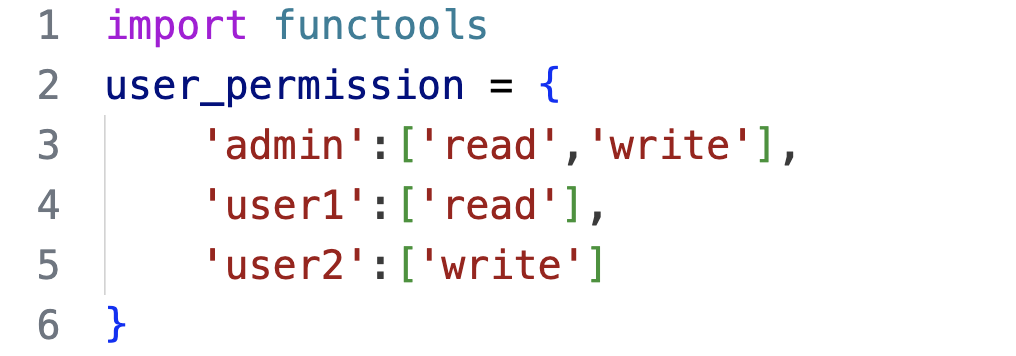 1 import functools
2 user_permission = {
3     'admin':['read','write'],
4     'user1':['read'],
5     'user2':['write']
6 }